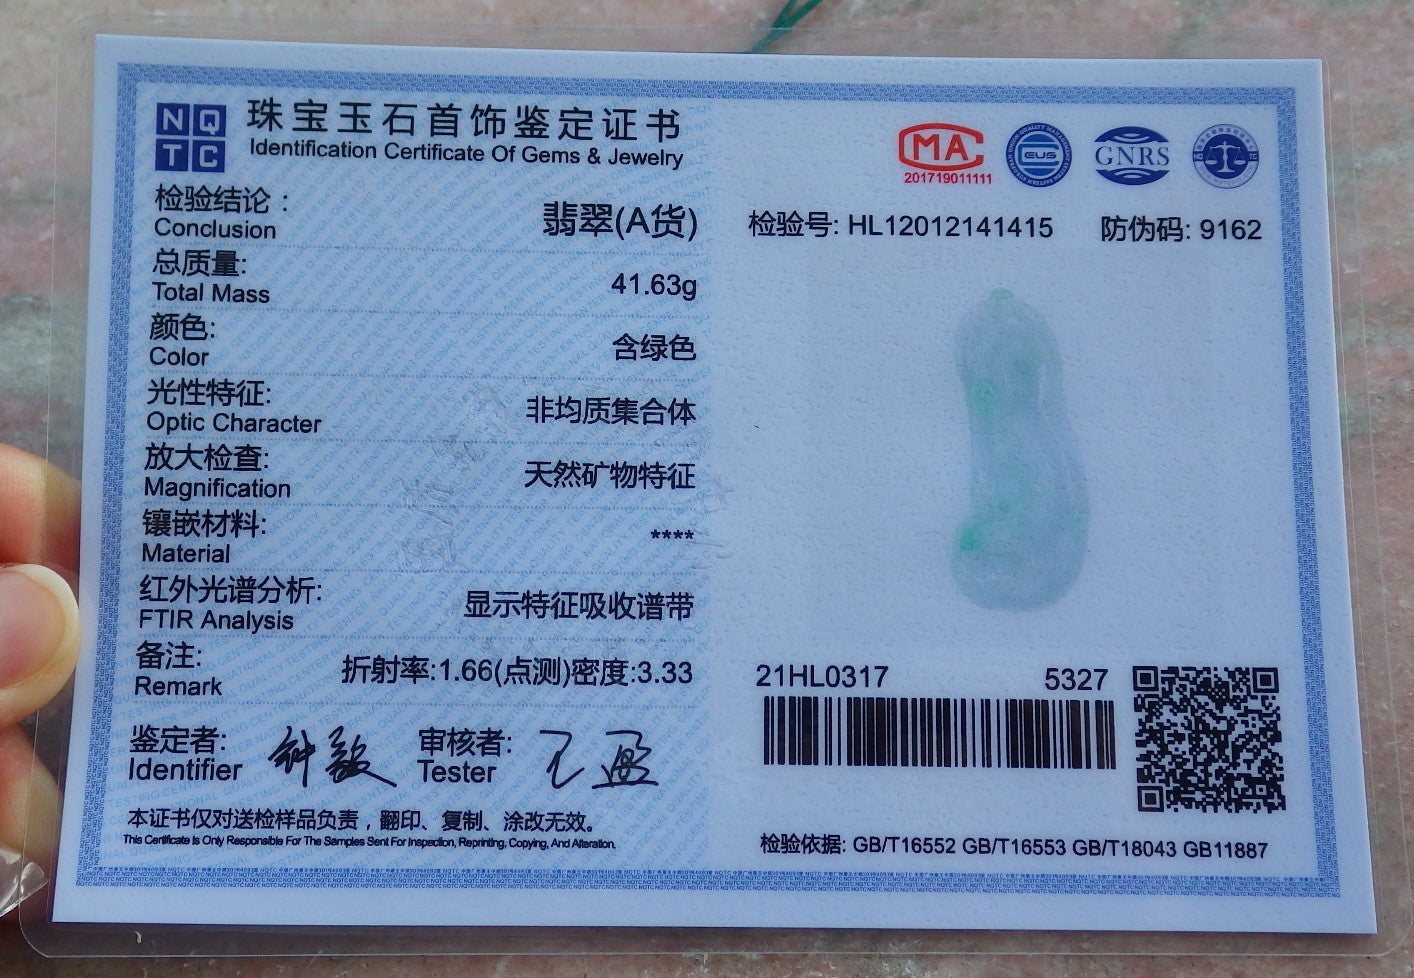 NQTC
珠宝玉石首饰鉴定证书
Identification Certificate Of Gems & Jewelry
检验结论：
Conclusion
翡翠(A货)
总质量:
Total Mass
41.63g
颜色:
Color
含绿色
光性特征:
Optic Character
非均质集合体
放大检查:
Magnification
天然矿物特征
镶嵌材料:
Material
****
红外光谱分析:
FTIR Analysis
显示特征吸收谱带
备注:
Remark
折射率:1.66(点测)密度:3.33
鉴定者:
Identifier
审核者:
Tester
本证书仅对送检样品负责，翻印、复制、涂改无效。
This Certificate Is Only Responsible For The Samples Sent For Inspection, Reprinting, Copying, And Alteration.
MA
201719011111
EQS
GNRS
检验号: HL12012141415
防伪码: 9162
21HL0317
5327
检验依据: GB/T16552 GB/T16553 GB/T18043 GB11887